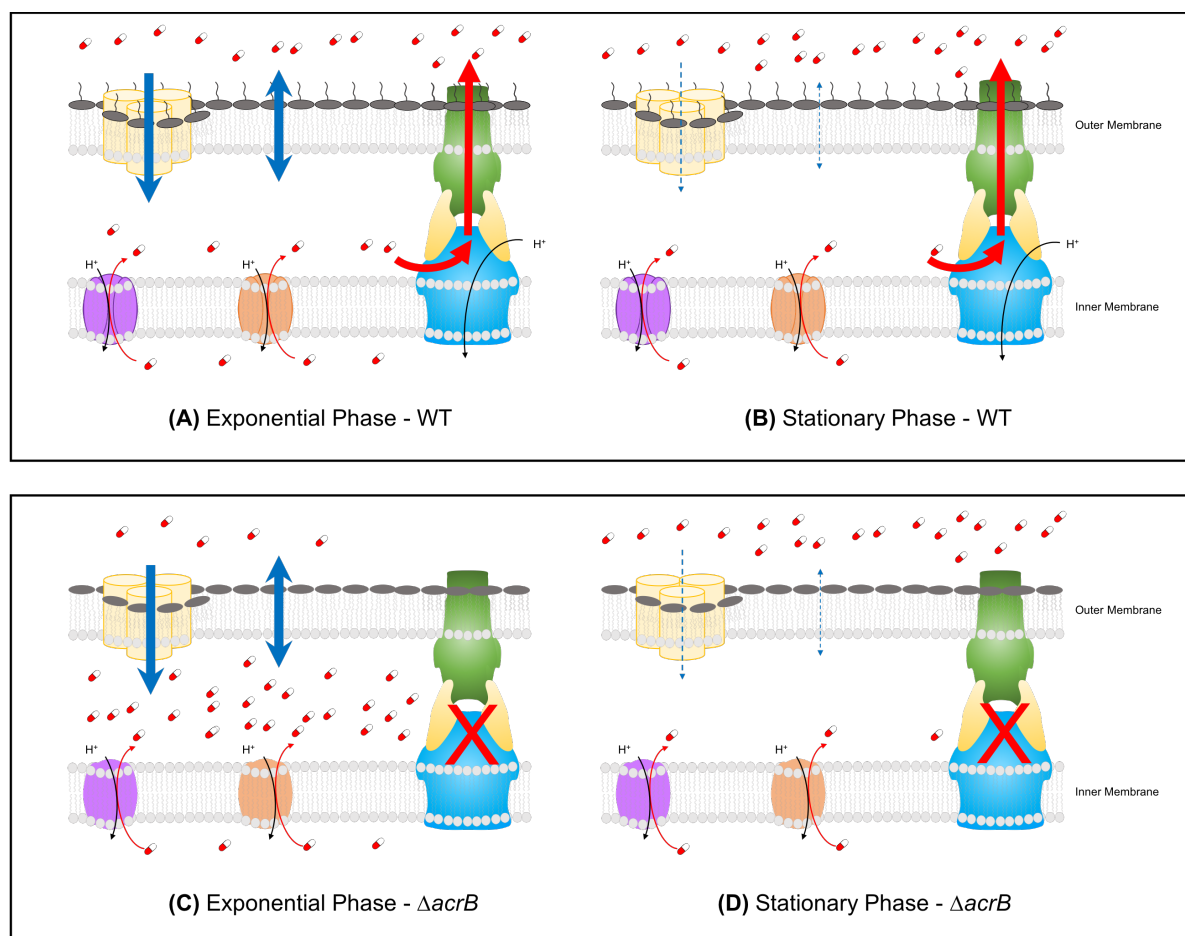 Outer Membrane
H⁺
H⁺
H⁺
H⁺
H⁺
H⁺
Inner Membrane
(A) Exponential Phase - WT
(B) Stationary Phase - WT
Outer Membrane
H⁺
H⁺
H⁺
H⁺
Inner Membrane
(C) Exponential Phase - ΔacrB
(D) Stationary Phase - ΔacrB